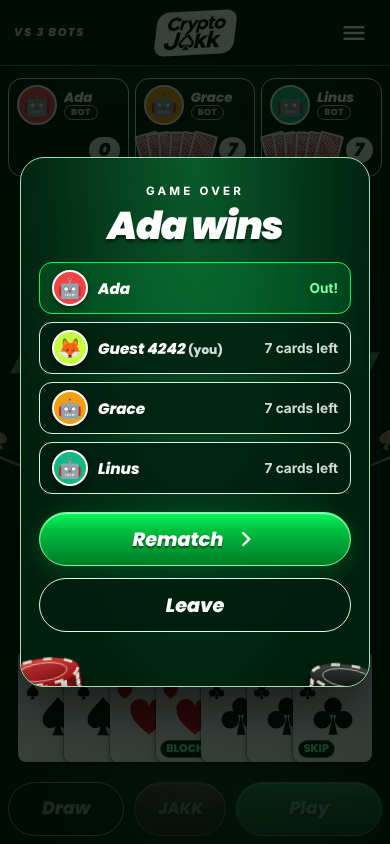 VS 3 BOTS
Crypto
Jakk
Ada
BOT
0
Grace
BOT
7
Linus
BOT
7
GAME OVER
Ada wins
Ada
Out!
Guest 4242 (you)
7 cards left
Grace
7 cards left
Linus
7 cards left
Rematch
Leave
BLOCK
SKIP
Draw
JAKK
Play